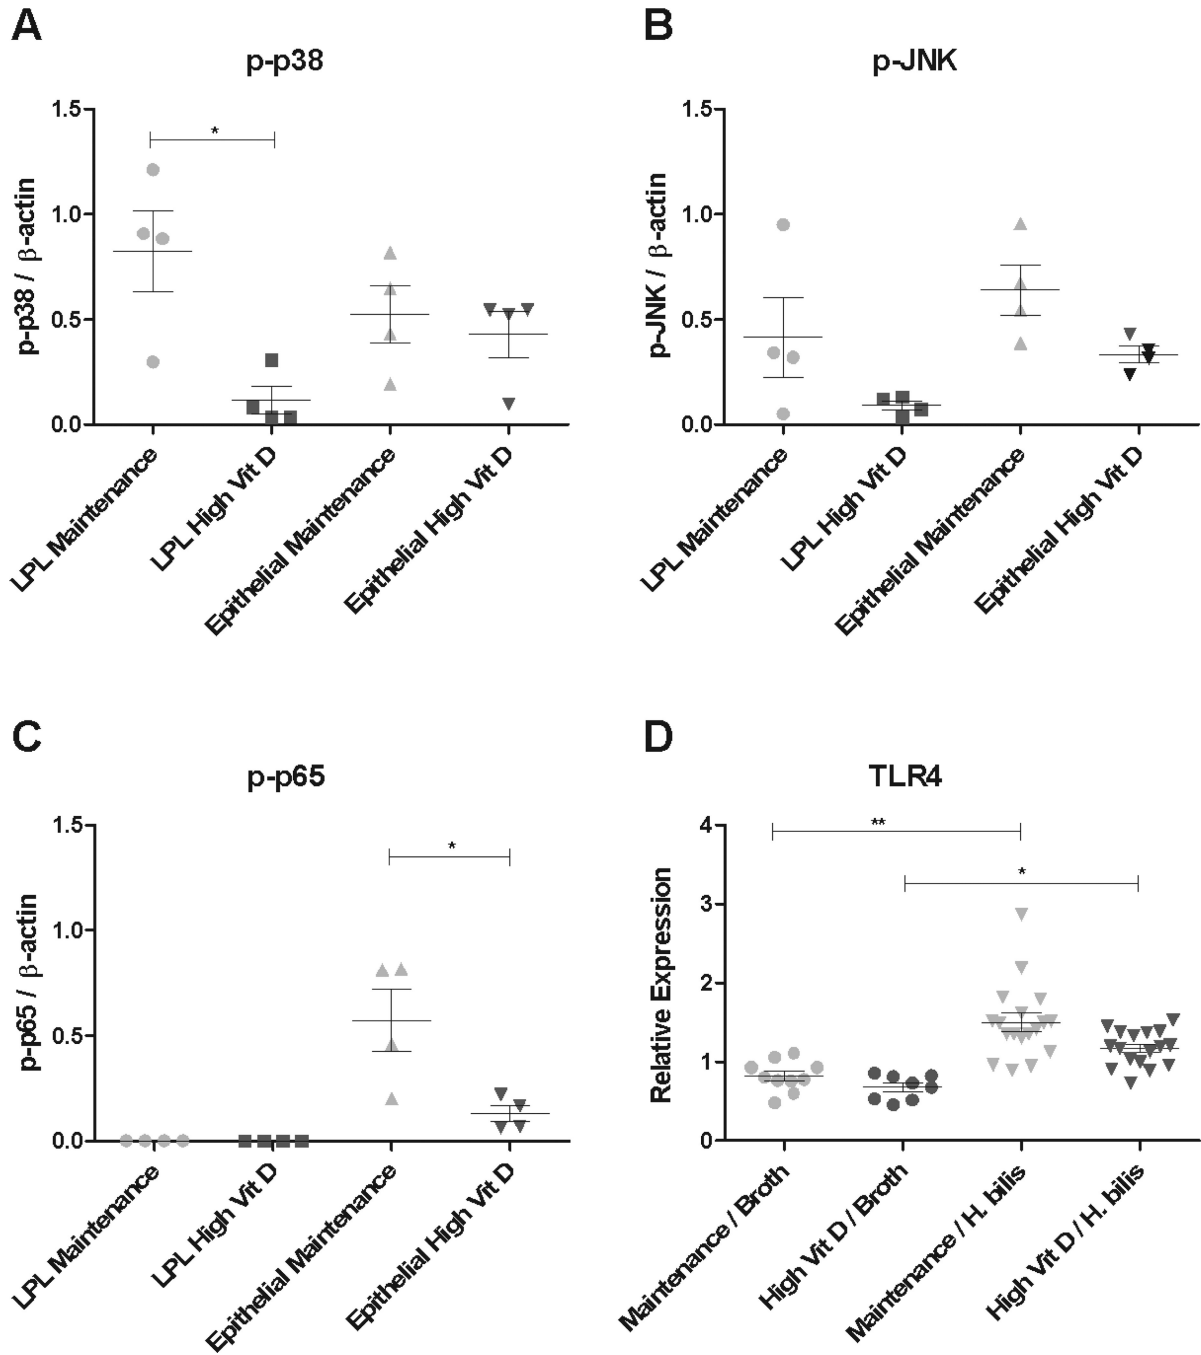 A
p-p38
p-p38 / β-actin
1.5
1.0
0.5
0.0
*
LPL Maintenance
LPL High Vit D
Epithelial Maintenance
Epithelial High Vit D
B
p-JNK
p-JNK / β-actin
1.5
1.0
0.5
0.0
LPL Maintenance
LPL High Vit D
Epithelial Maintenance
Epithelial High Vit D
C
p-p65
p-p65 / β-actin
1.5
1.0
0.5
0.0
*
LPL Maintenance
LPL High Vit D
Epithelial Maintenance
Epithelial High Vit D
D
TLR4
Relative Expression
4
3
2
1
0
**
*
Maintenance / Broth
High Vit D / Broth
Maintenance / H. bilis
High Vit D / H. bilis